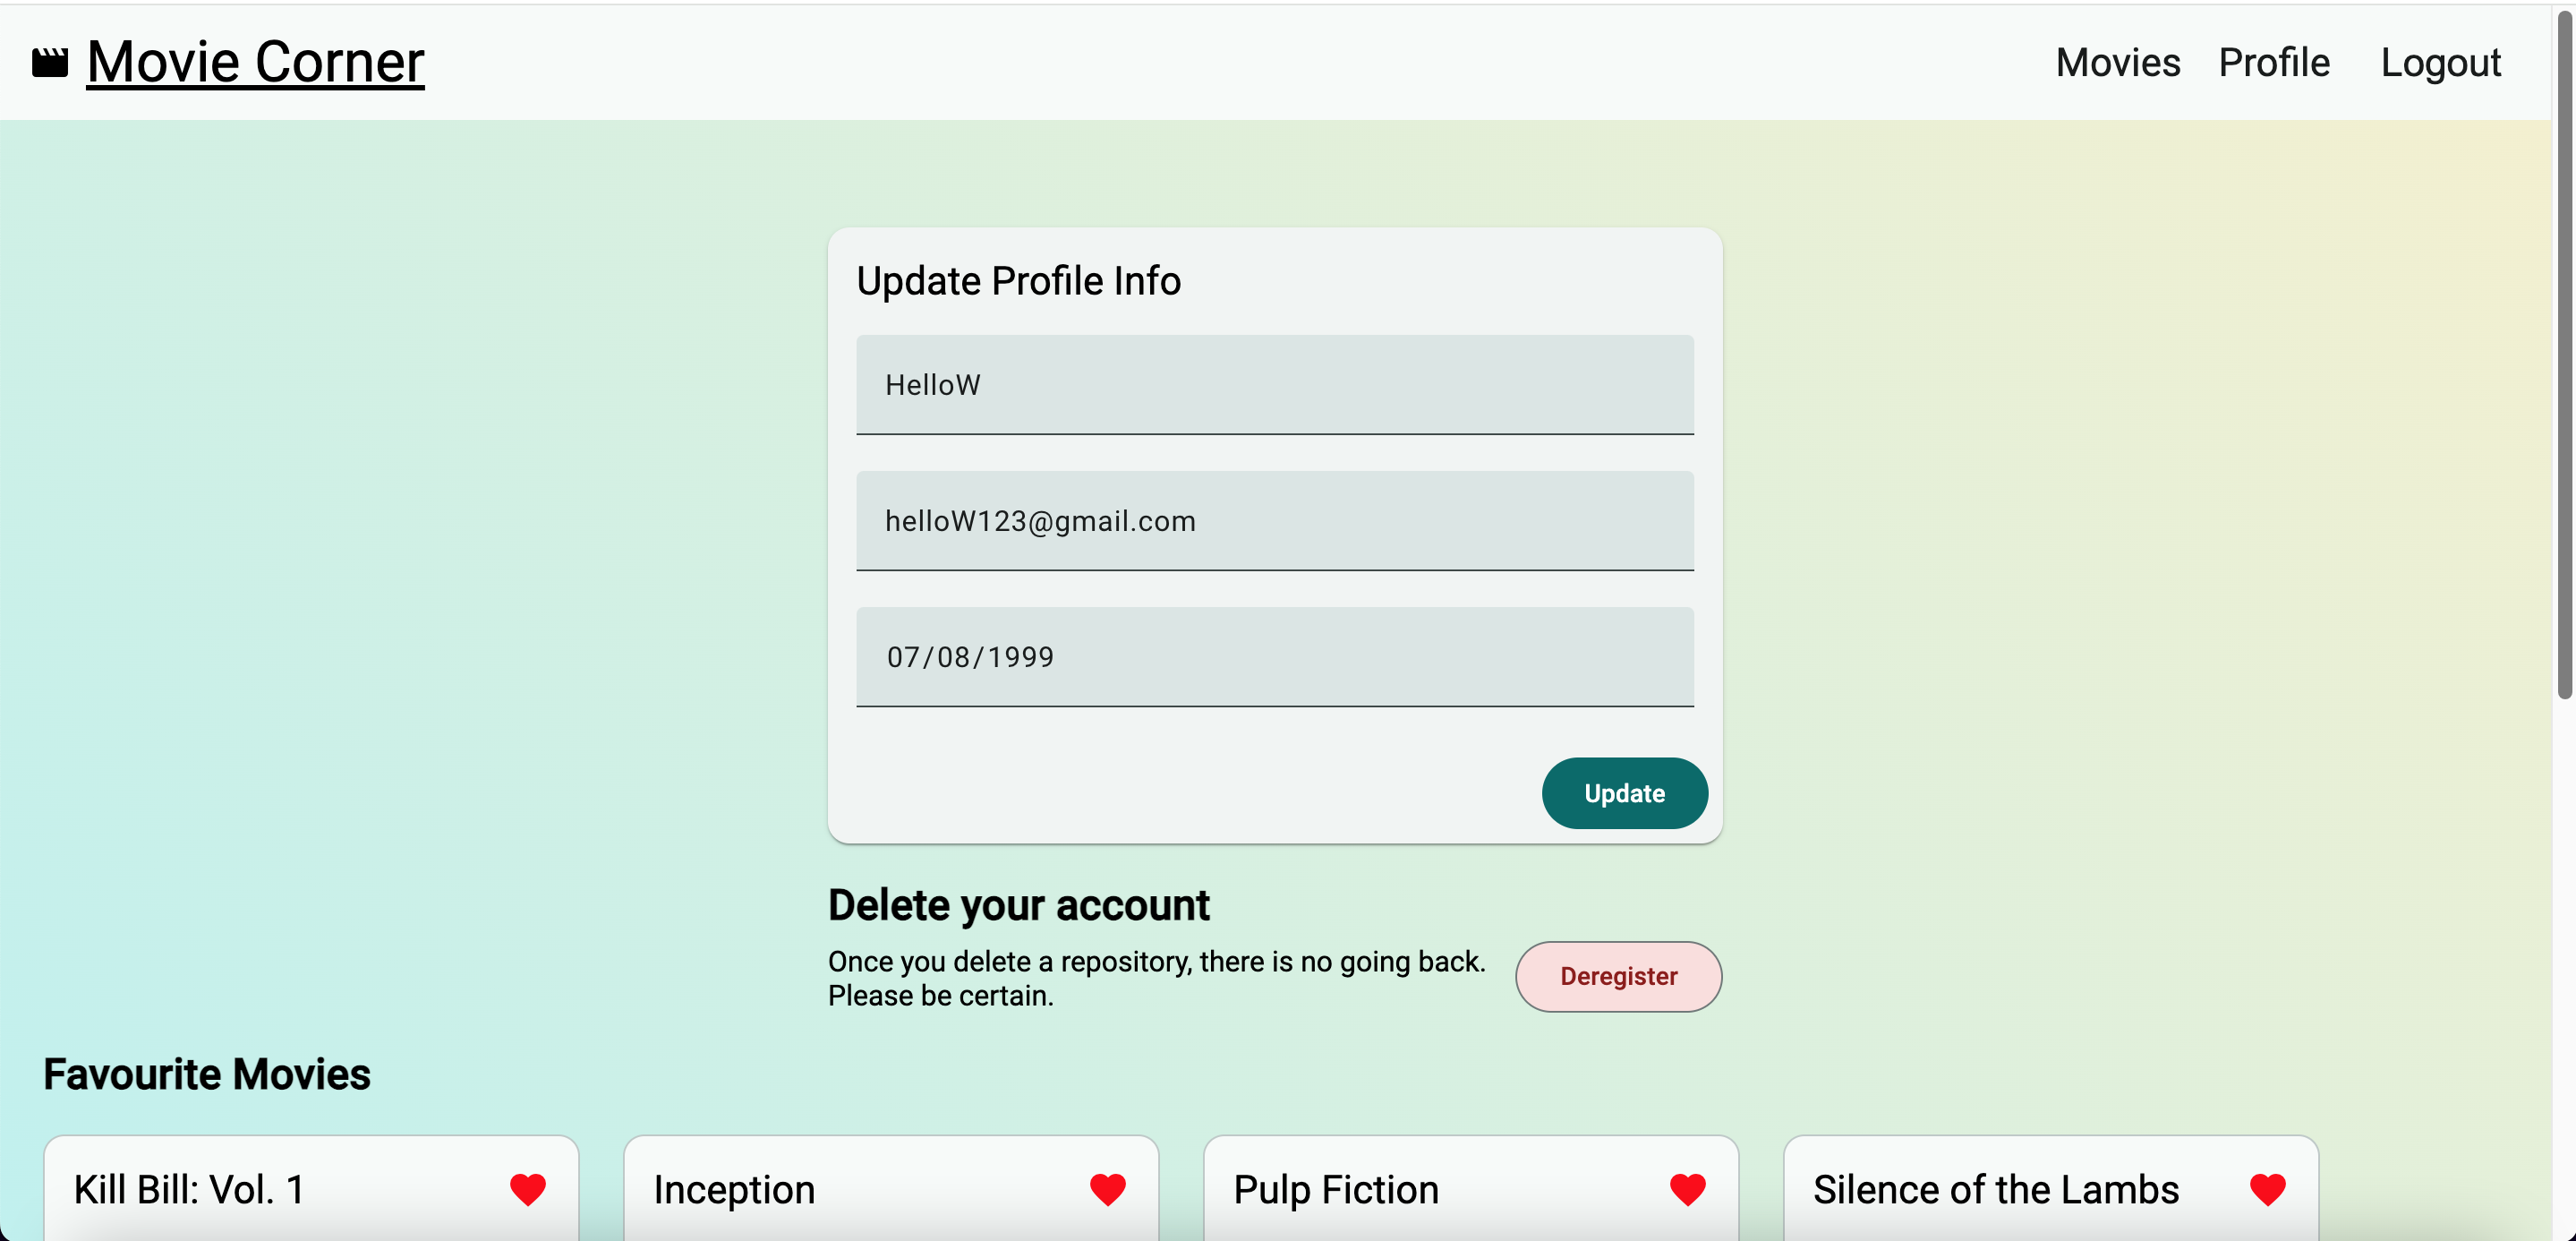 Movie Corner
Movies Profile Logout
Update Profile Info
HelloW
helloW123@gmail.com
07/08/1999
Update
Delete your account
Once you delete a repository, there is no going back.
Please be certain.
Deregister
Favourite Movies
Kill Bill: Vol. 1
Inception
Pulp Fiction
Silence of the Lambs